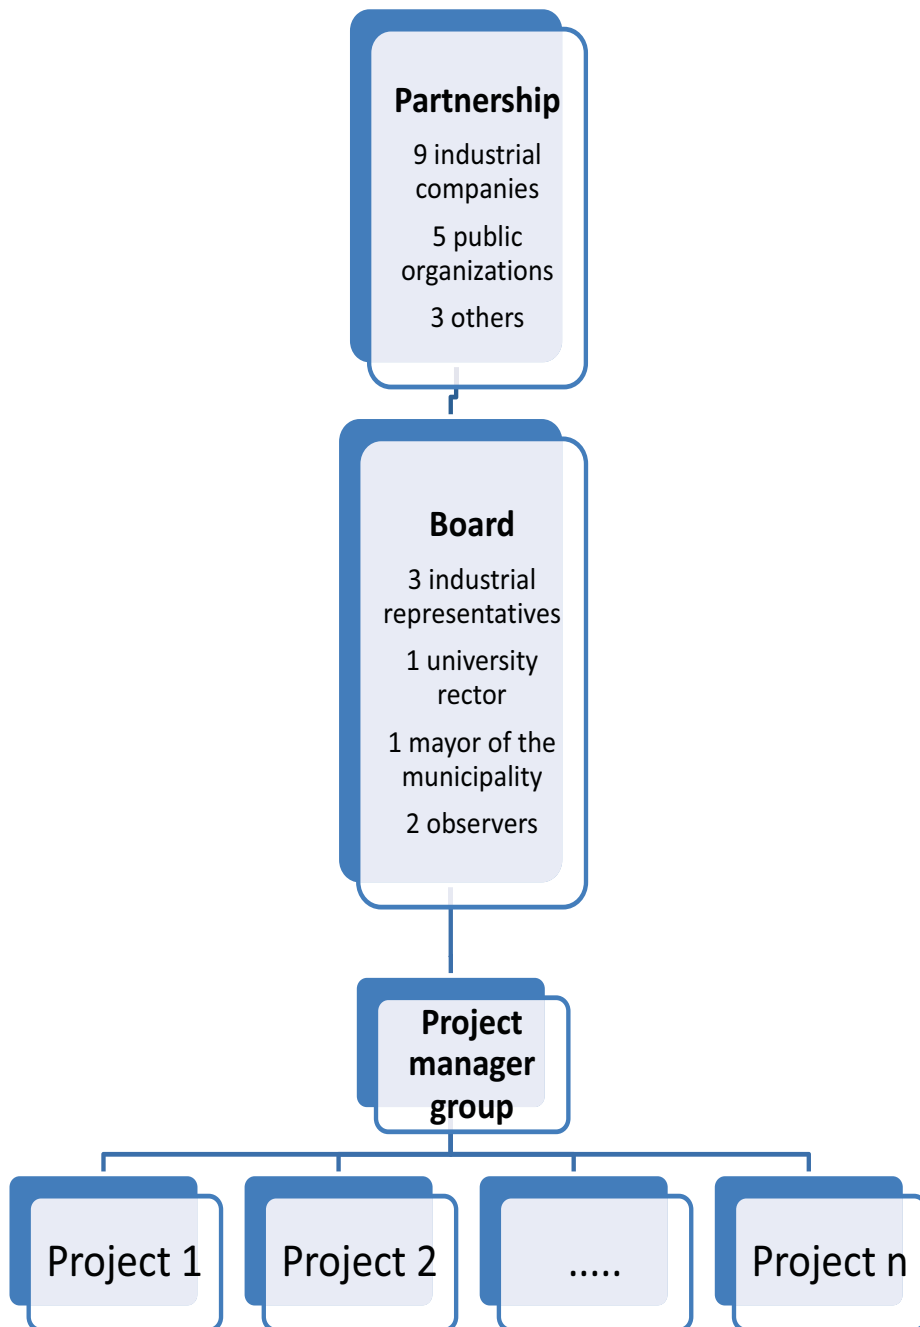 Partnership
9 industrial
companies
5 public
organizations
3 others
Board
3 industrial
representatives
1 university
rector
1 mayor of the
municipality
2 observers
Project
manager
group
Project 1
Project 2
.....
Project n